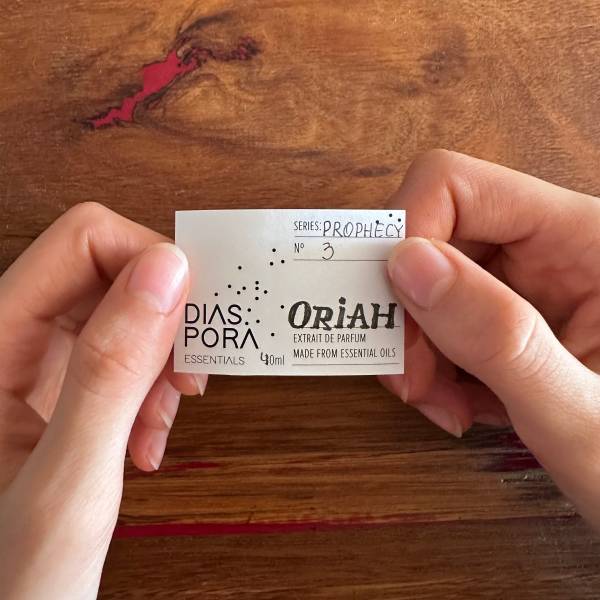 SERIES: PROPHECY
Nº 3
DIAS
PORA
ESSENTIALS 40ml
ORiAH
EXTRAIT DE PARFUM
MADE FROM ESSENTIAL OILS